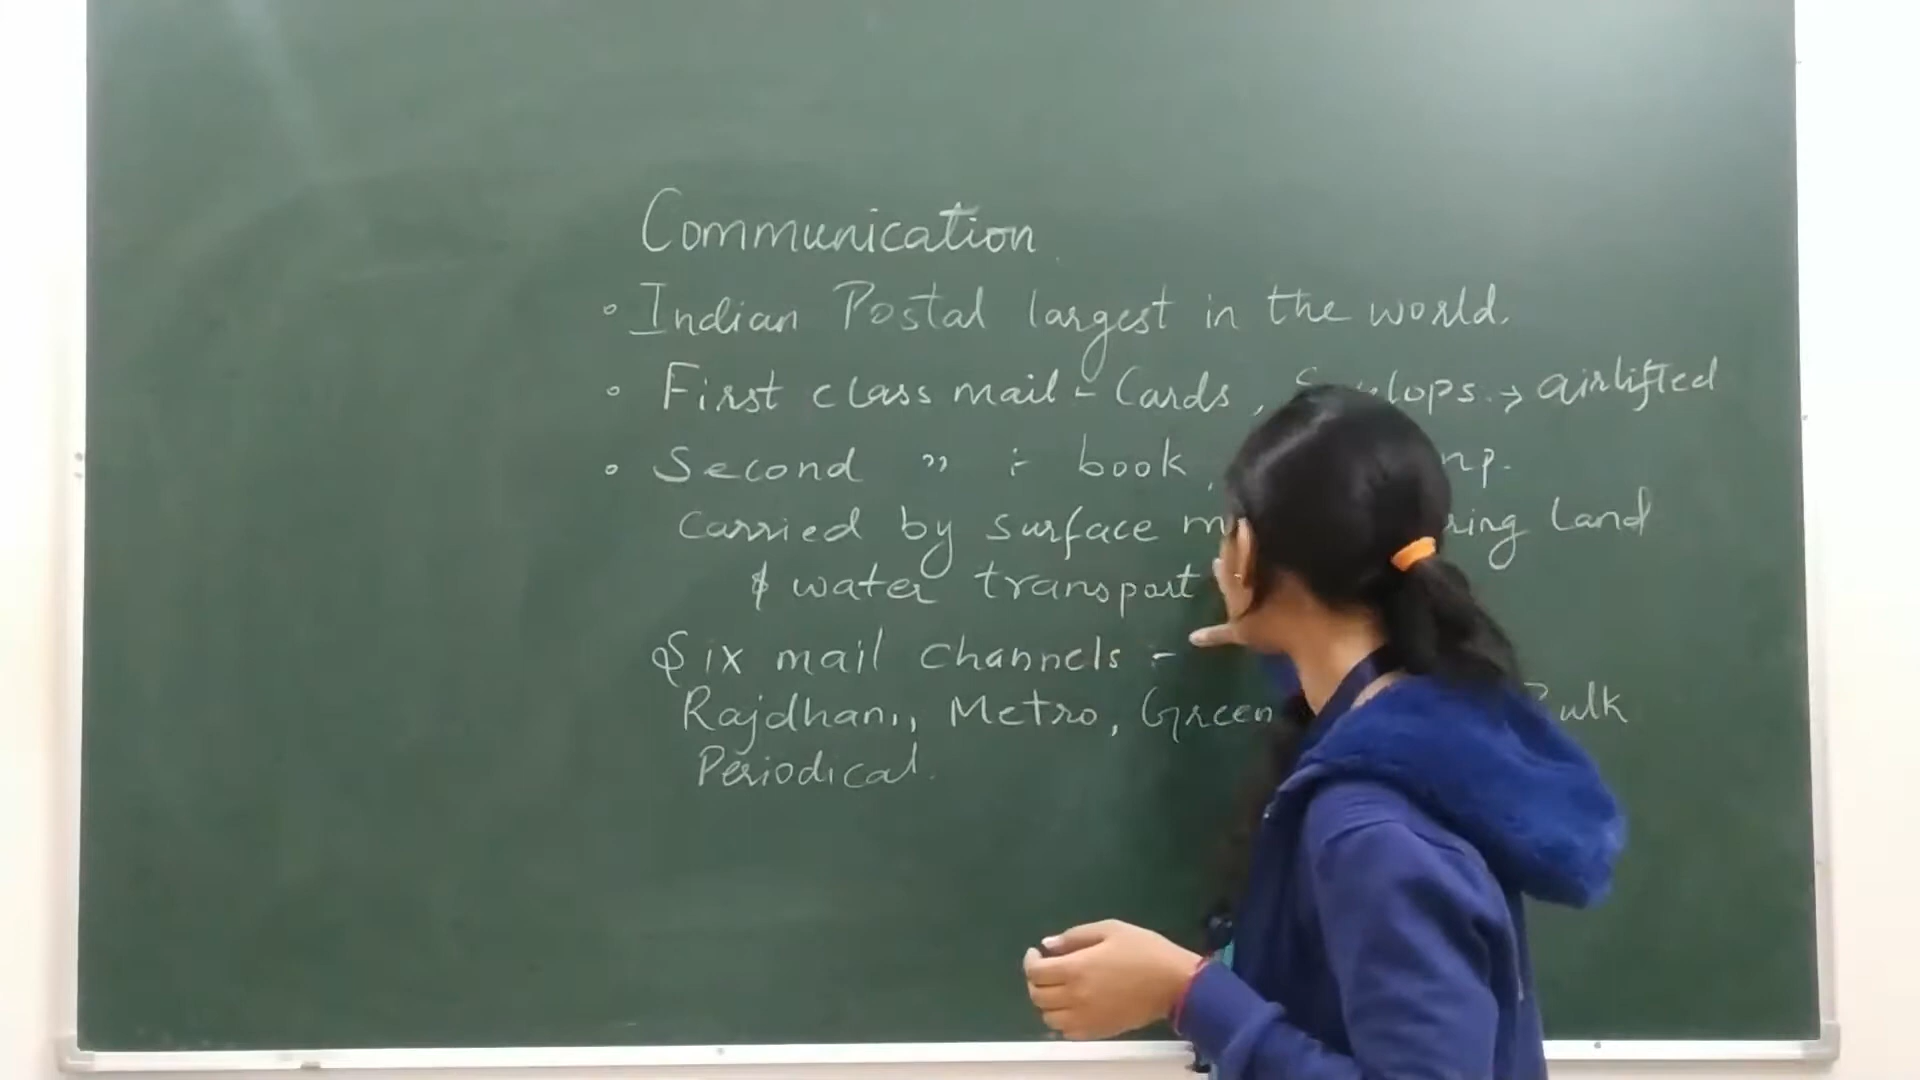 Communication
• Indian Postal largest in the world.
• First class mail - Cards, → airlifted
• Second " :- book,
Carried by surface Land
& water transport
Six mail channels :-
Rajdhani, Metro, Green
Periodical.